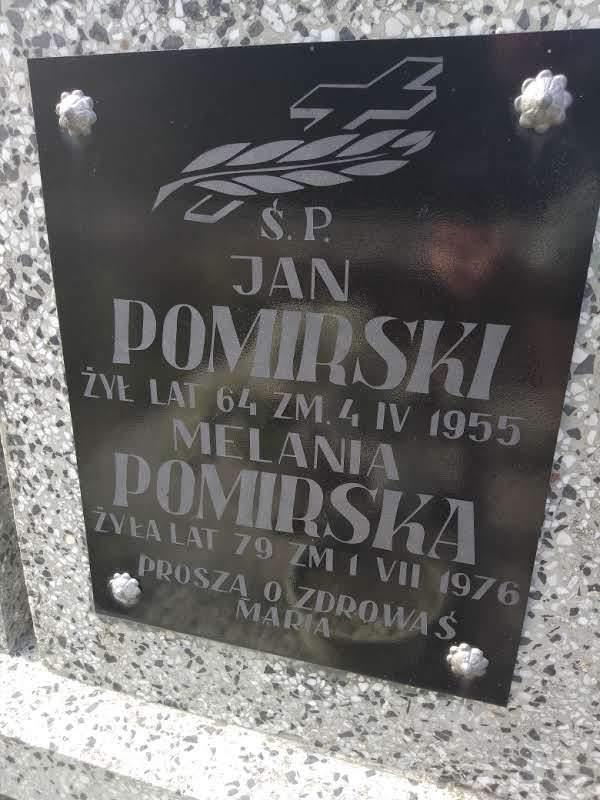 Ś. P.
JAN
POMIRSKI
ŻYŁ LAT 64 ZM. 4 IV 1955
MELANIA
POMIRSKA
ŻYŁA LAT 79 ZM 1 VII 1976
PROSZĄ O ZDROWAŚ
MARIA